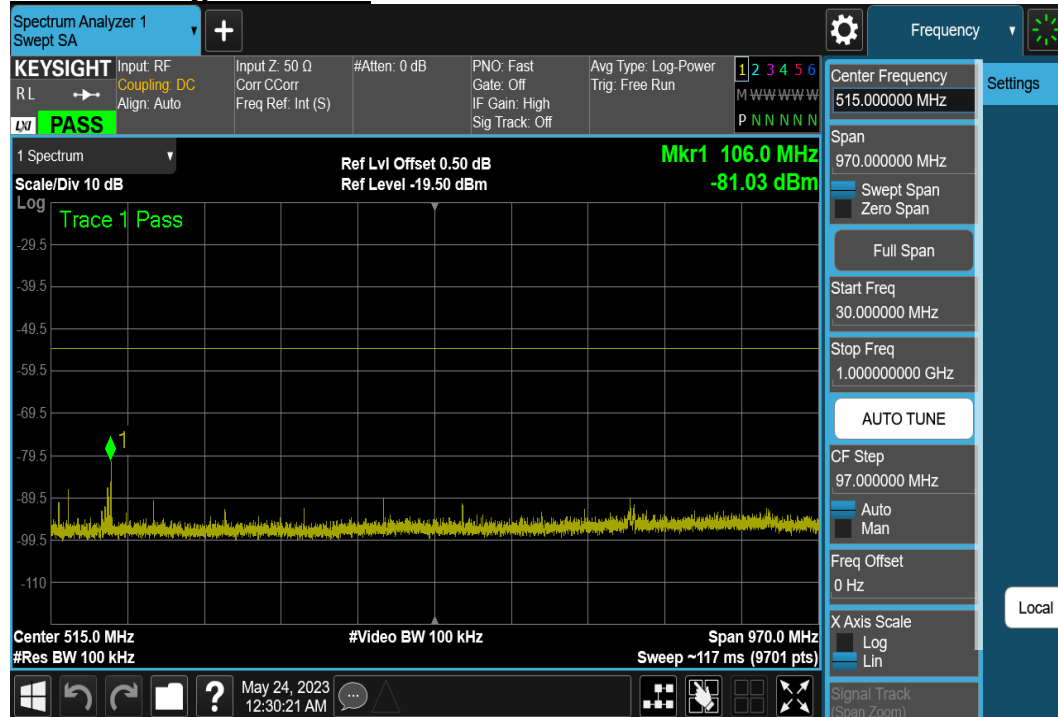 Spectrum Analyzer 1
Swept SA
+
Frequency
KEYSIGHT
R L
LXI
PASS
Input: RF
Coupling: DC
Align: Auto
Input Z: 50 Ω
Corr CCorr
Freq Ref: Int (S)
#Atten: 0 dB
PNO: Fast
Gate: Off
IF Gain: High
Sig Track: Off
Avg Type: Log-Power
Trig: Free Run
1 2 3 4 5 6
M W W W W W
P N N N N N
1 Spectrum
Scale/Div 10 dB
Ref Lvl Offset 0.50 dB
Ref Level -19.50 dBm
Mkr1 106.0 MHz
-81.03 dBm
Log
Trace 1 Pass
-29.5
-39.5
-49.5
-59.5
-69.5
1
-79.5
-89.5
-99.5
-110
Center 515.0 MHz
#Res BW 100 kHz
#Video BW 100 kHz
Span 970.0 MHz
Sweep ~117 ms (9701 pts)
?
May 24, 2023
12:30:21 AM
Center Frequency
515.000000 MHz
Span
970.000000 MHz
Swept Span
Zero Span
Full Span
Start Freq
30.000000 MHz
Stop Freq
1.000000000 GHz
AUTO TUNE
CF Step
97.000000 MHz
Auto
Man
Freq Offset
0 Hz
X Axis Scale
Log
Lin
Signal Track
(Span Zoom)
Settings
Local